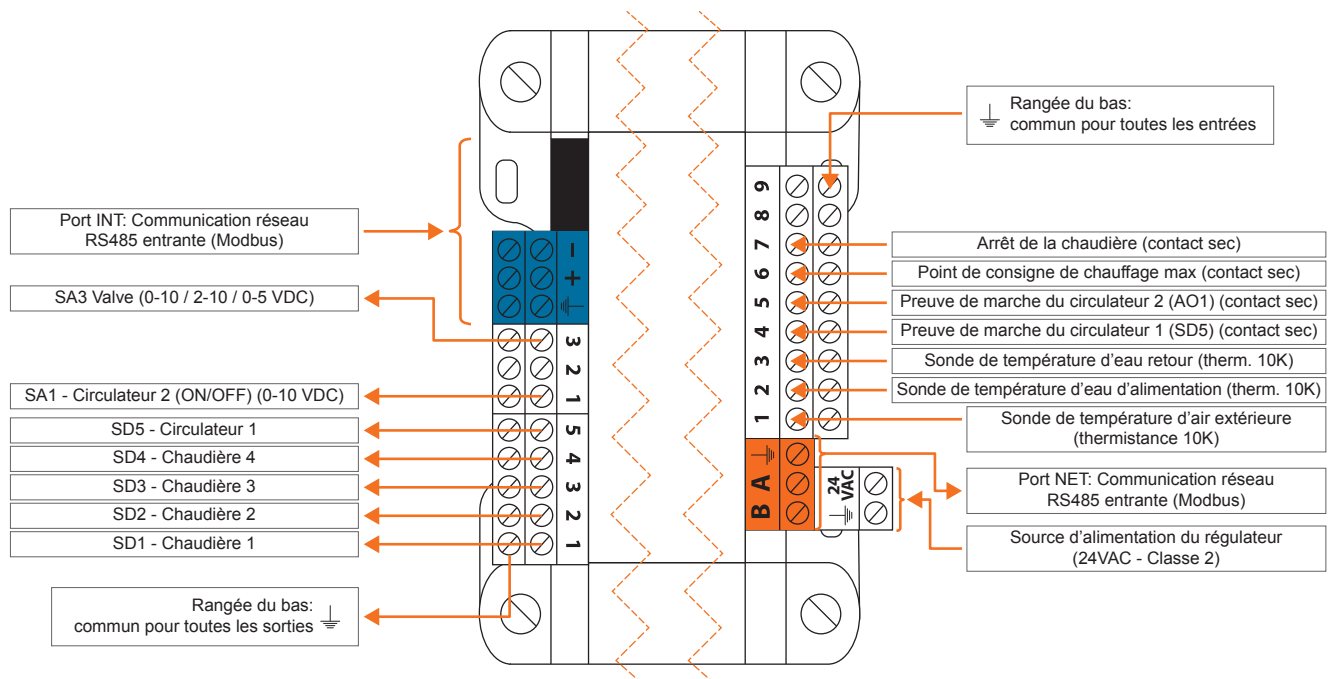 Port INT: Communication réseau
RS485 entrante (Modbus)
SA3 Valve (0-10 / 2-10 / 0-5 VDC)
SA1 - Circulateur 2 (ON/OFF) (0-10 VDC)
SD5 - Circulateur 1
SD4 - Chaudière 4
SD3 - Chaudière 3
SD2 - Chaudière 2
SD1 - Chaudière 1
Rangée du bas:
commun pour toutes les sorties
-
+
3
2
1
5
4
3
2
1
9
8
7
6
5
4
3
2
1
A
B
24
VAC
Rangée du bas:
commun pour toutes les entrées
Arrêt de la chaudière (contact sec)
Point de consigne de chauffage max (contact sec)
Preuve de marche du circulateur 2 (AO1) (contact sec)
Preuve de marche du circulateur 1 (SD5) (contact sec)
Sonde de température d'eau retour (therm. 10K)
Sonde de température d'eau d'alimentation (therm. 10K)
Sonde de température d'air extérieure
(thermistance 10K)
Port NET: Communication réseau
RS485 entrante (Modbus)
Source d'alimentation du régulateur
(24VAC - Classe 2)